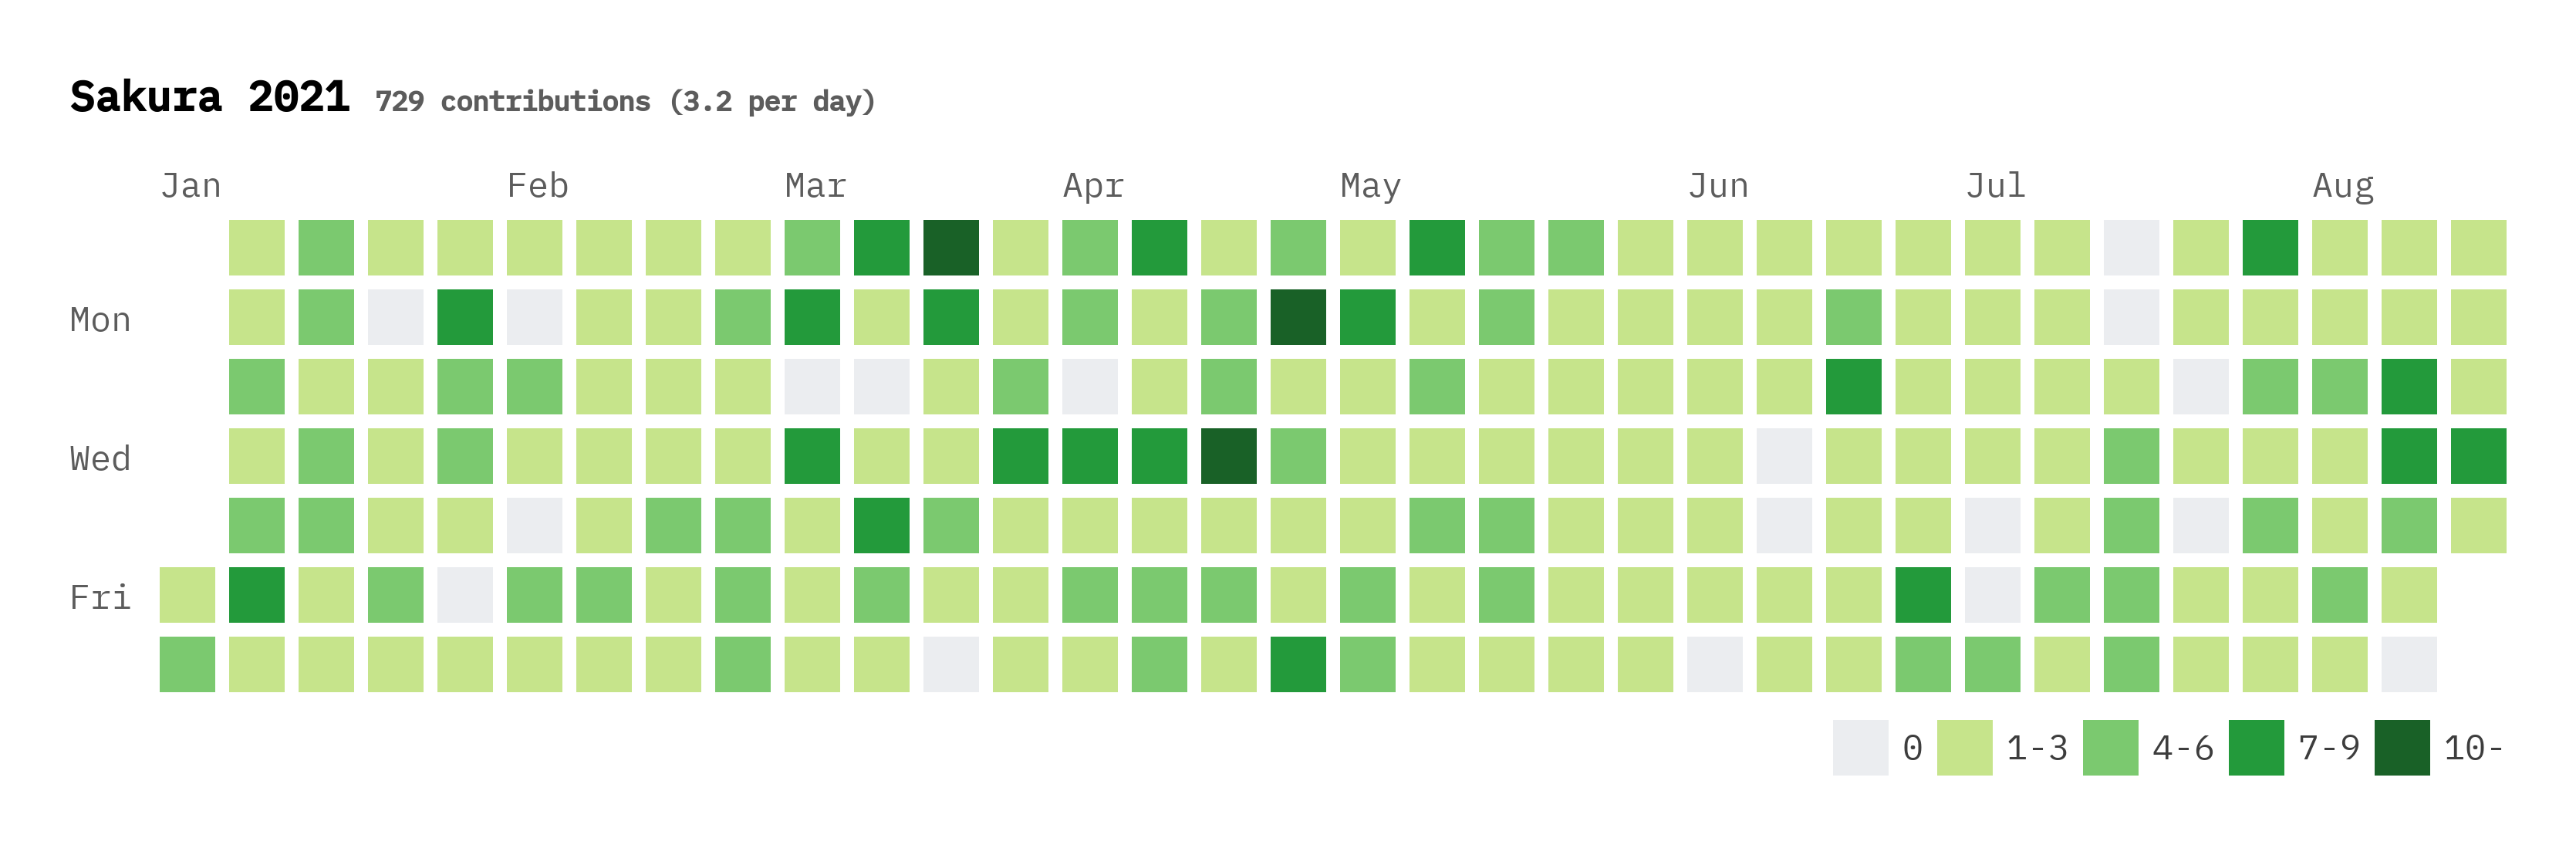 Sakura 2021 729 contributions (3.2 per day)
Jan Feb Mar Apr May Jun Jul Aug
Mon
Wed
Fri
0 1-3 4-6 7-9 10-